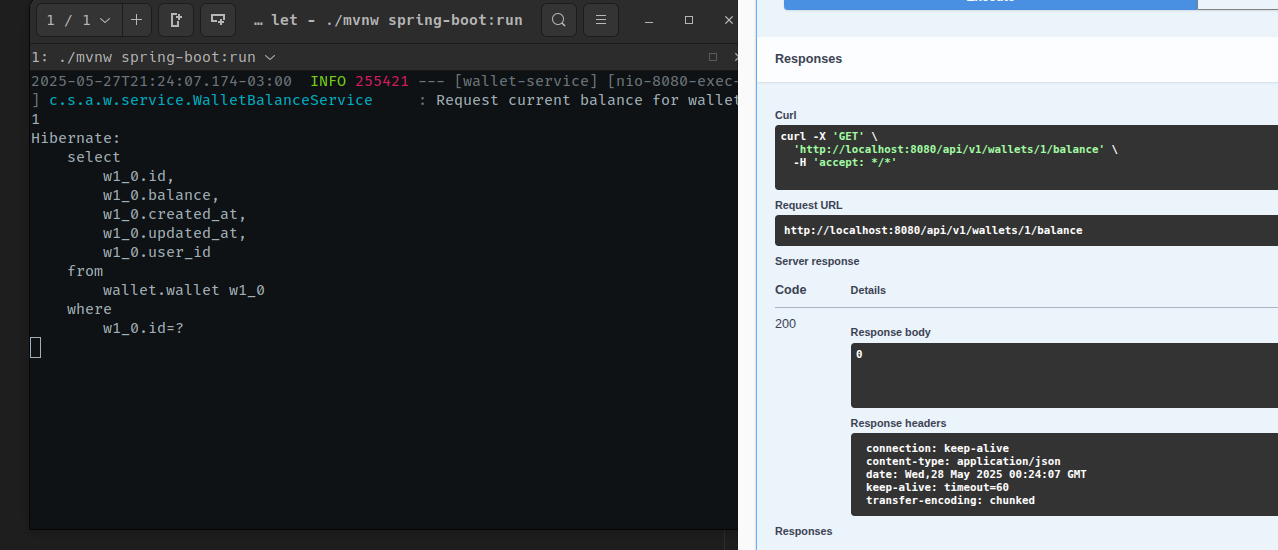 1 / 1
… let - ./mvnw spring-boot:run
1: ./mvnw spring-boot:run
2025-05-27T21:24:07.174-03:00  INFO 255421 --- [wallet-service] [nio-8080-exec-
] c.s.a.w.service.WalletBalanceService     : Request current balance for wallet
1
Hibernate:
    select
        w1_0.id,
        w1_0.balance,
        w1_0.created_at,
        w1_0.updated_at,
        w1_0.user_id
    from
        wallet.wallet w1_0
    where
        w1_0.id=?
Responses
Curl
curl -X 'GET' \
  'http://localhost:8080/api/v1/wallets/1/balance' \
  -H 'accept: */*'
Request URL
http://localhost:8080/api/v1/wallets/1/balance
Server response
Code Details
200
Response body
0
Response headers
connection: keep-alive
content-type: application/json
date: Wed,28 May 2025 00:24:07 GMT
keep-alive: timeout=60
transfer-encoding: chunked
Responses